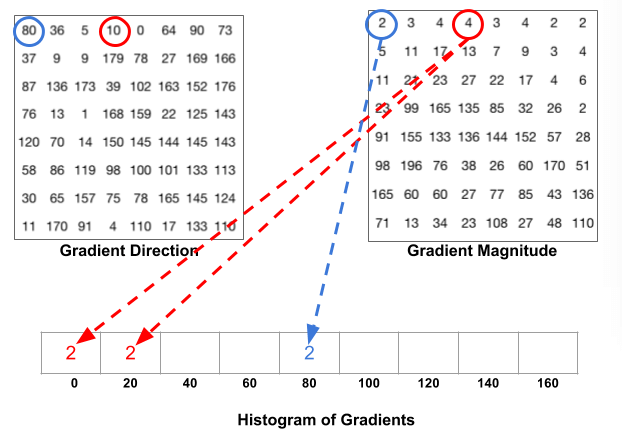 80 36 5 10 0 64 90 73
37 9 9 179 78 27 169 166
87 136 173 39 102 163 152 176
76 13 1 168 159 22 125 143
120 70 14 150 145 144 145 143
58 86 119 98 100 101 133 113
30 65 157 75 78 165 145 124
11 170 91 4 110 17 133 110
Gradient Direction
2 3 4 4 3 4 2 2
5 11 17 13 7 9 3 4
11 21 23 27 22 17 4 6
23 99 165 135 85 32 26 2
91 155 133 136 144 152 57 28
98 196 76 38 26 60 170 51
165 60 60 27 77 85 43 136
71 13 34 23 108 27 48 110
Gradient Magnitude
2 2 2
0 20 40 60 80 100 120 140 160
Histogram of Gradients